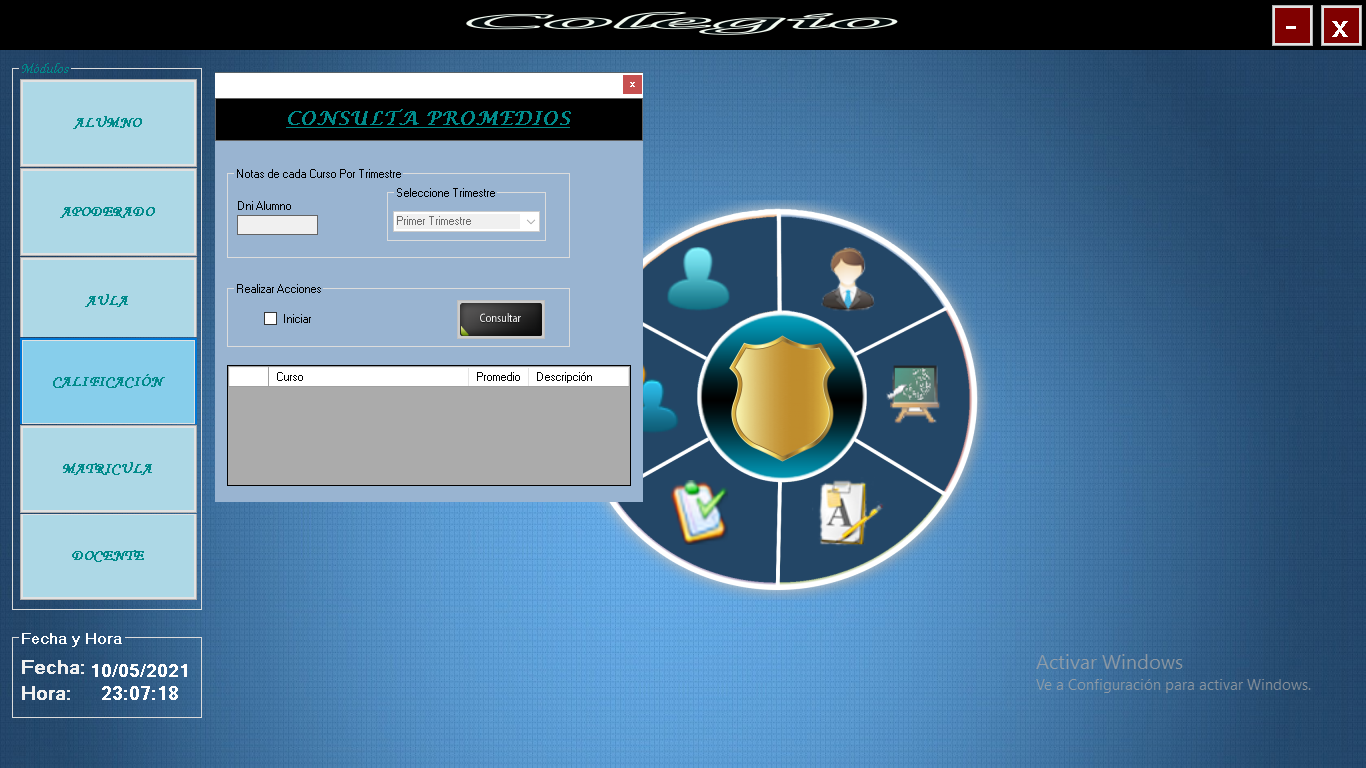 Colegio
-
x
Módulos
ALUMNO
APODERADO
AULA
CALIFICACIÓN
MATRICULA
DOCENTE
Fecha y Hora
Fecha: 10/05/2021
Hora: 23:07:18
x
CONSULTA PROMEDIOS
Notas de cada Curso Por Trimestre
Dni Alumno
Seleccione Trimestre
Primer Trimestre
Realizar Acciones
Iniciar
Consultar
Curso Promedio Descripción
A
Activar Windows
Ve a Configuración para activar Windows.